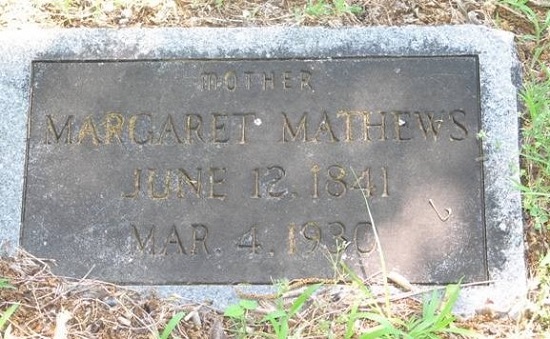 MOTHER
MARGARET MATHEWS
JUNE 12, 1841
MAR. 4, 1930